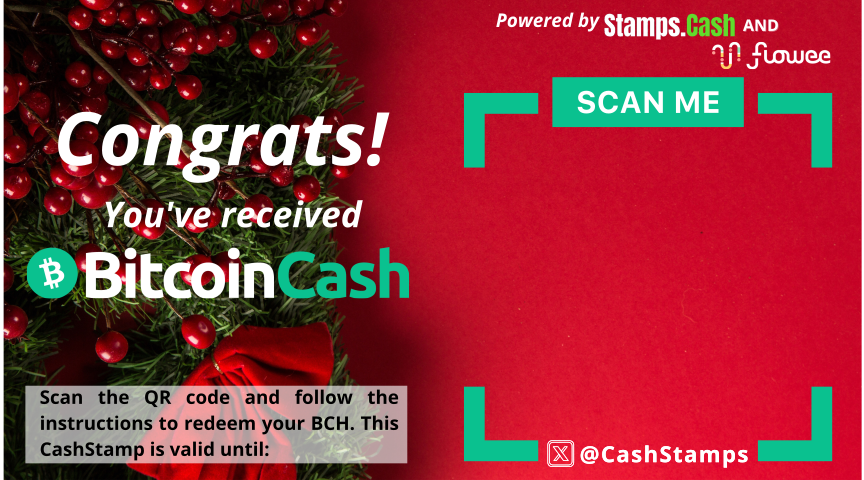 Powered by Stamps.Cash AND
flowee
SCAN ME
Congrats!
You've received
BitcoinCash
Scan the QR code and follow the
instructions to redeem your BCH. This
CashStamp is valid until:
@CashStamps